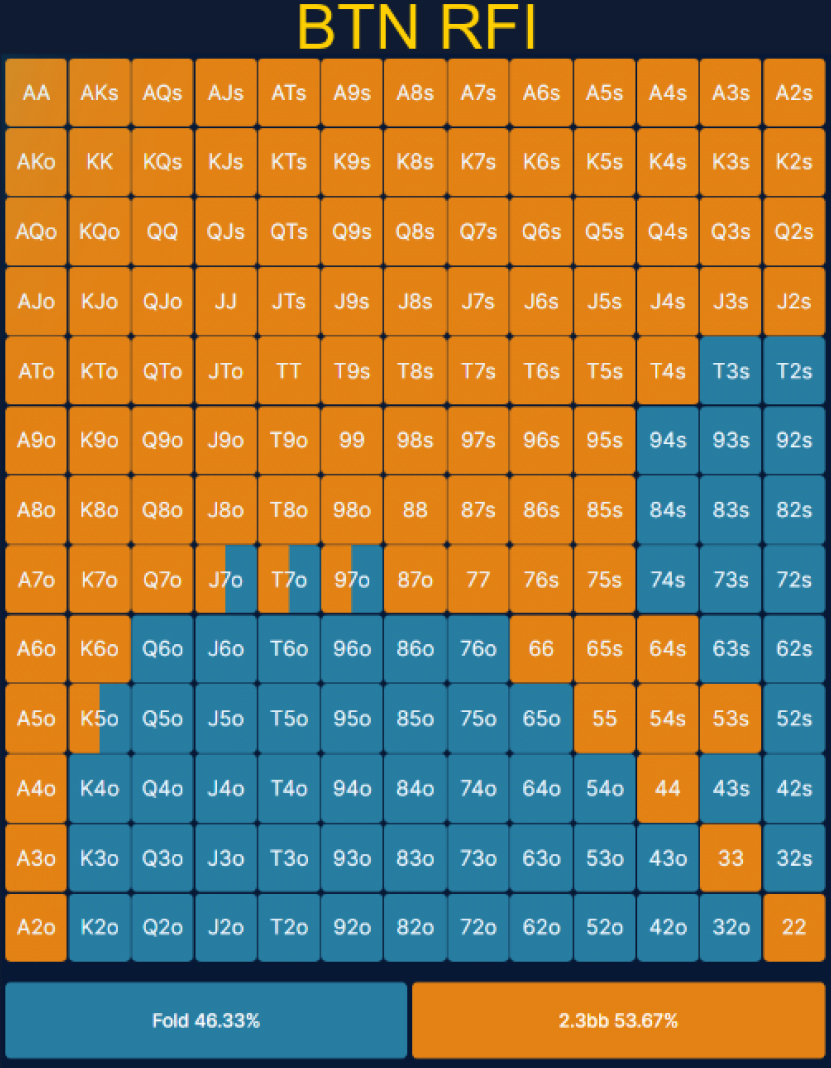 BTN RFI
AA AKs AQs AJs ATs A9s A8s A7s A6s A5s A4s A3s A2s
AKo KK KQs KJs KTs K9s K8s K7s K6s K5s K4s K3s K2s
AQo KQo QQ QJs QTs Q9s Q8s Q7s Q6s Q5s Q4s Q3s Q2s
AJo KJo QJo JJ JTs J9s J8s J7s J6s J5s J4s J3s J2s
ATo KTo QTo JTo TT T9s T8s T7s T6s T5s T4s T3s T2s
A9o K9o Q9o J9o T9o 99 98s 97s 96s 95s 94s 93s 92s
A8o K8o Q8o J8o T8o 98o 88 87s 86s 85s 84s 83s 82s
A7o K7o Q7o J7o T7o 97o 87o 77 76s 75s 74s 73s 72s
A6o K6o Q6o J6o T6o 96o 86o 76o 66 65s 64s 63s 62s
A5o K5o Q5o J5o T5o 95o 85o 75o 65o 55 54s 53s 52s
A4o K4o Q4o J4o T4o 94o 84o 74o 64o 54o 44 43s 42s
A3o K3o Q3o J3o T3o 93o 83o 73o 63o 53o 43o 33 32s
A2o K2o Q2o J2o T2o 92o 82o 72o 62o 52o 42o 32o 22
Fold 46.33% 2.3bb 53.67%